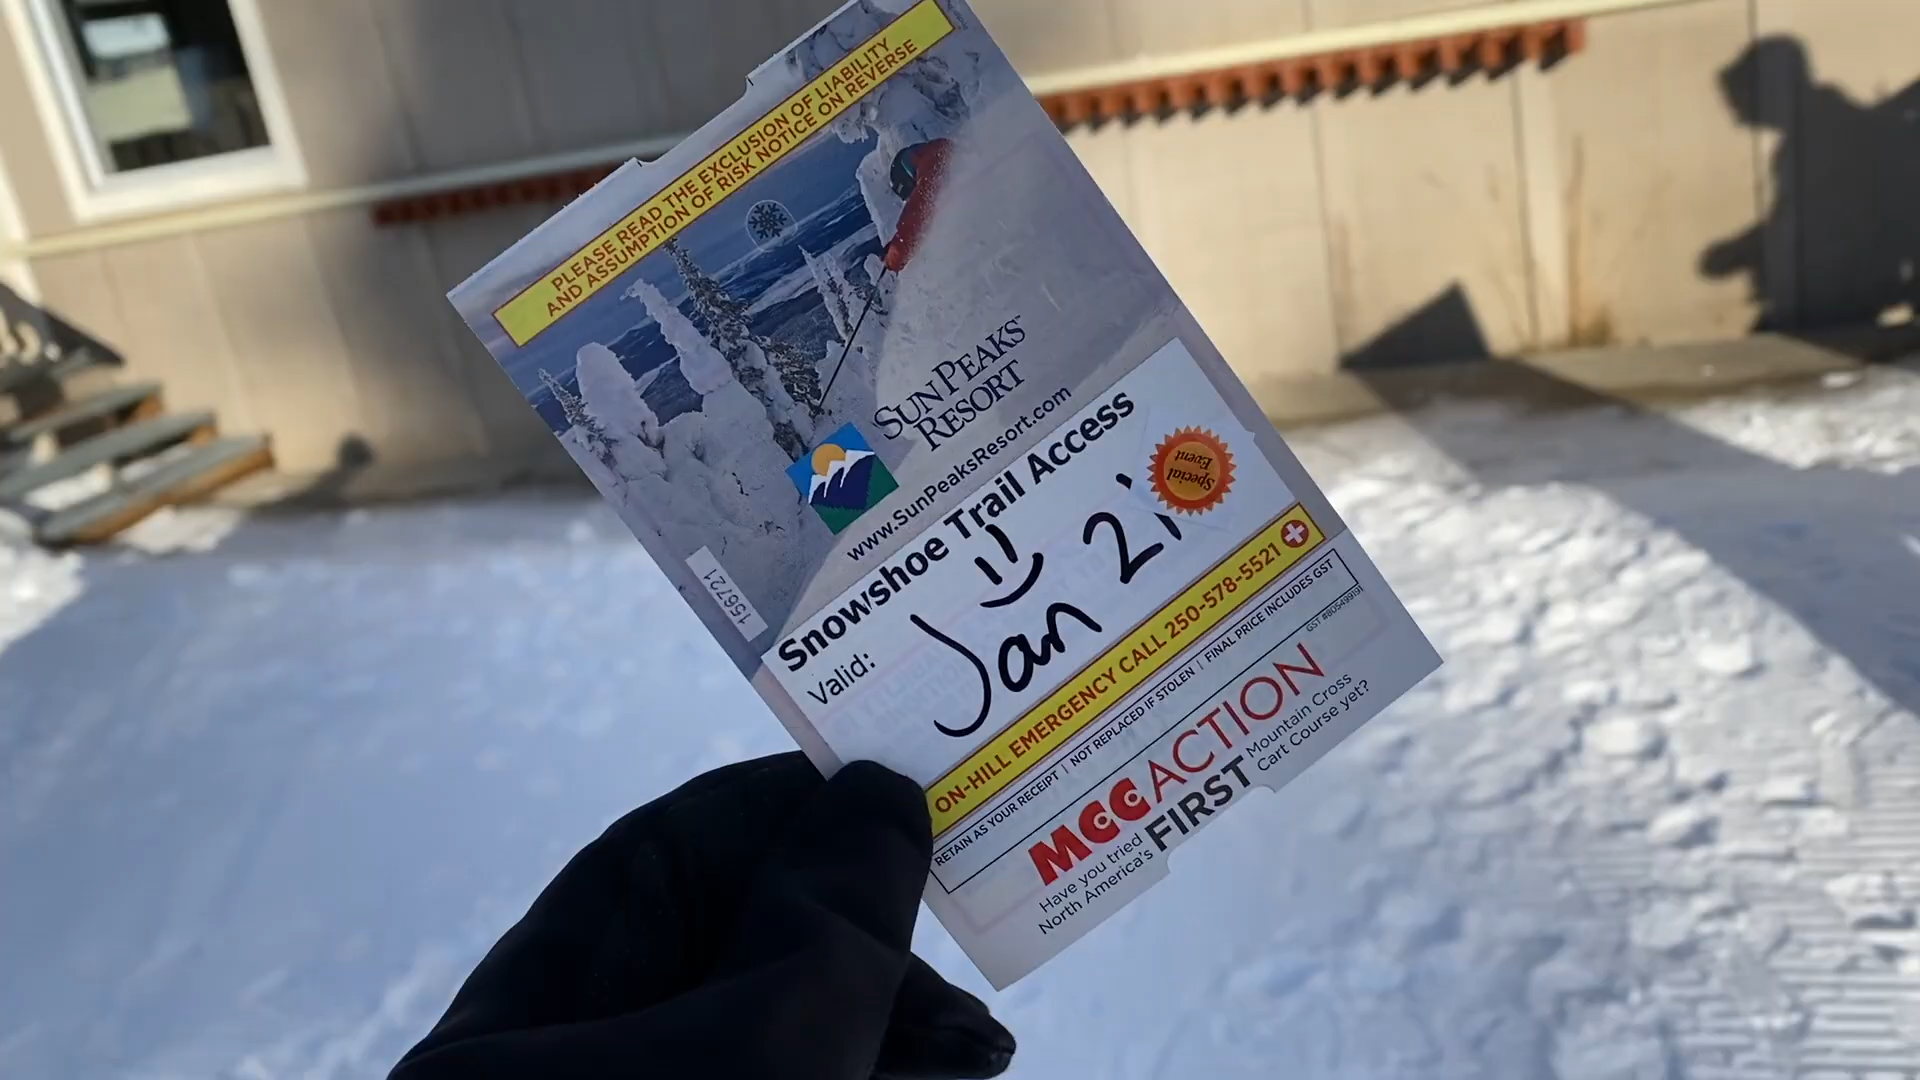 PLEASE READ THE EXCLUSION OF LIABILITY
AND ASSUMPTION OF RISK NOTICE ON REVERSE
SUN PEAKS™
RESORT
www.SunPeaksResort.com
156721
Snowshoe Trail Access
Special
Event
Valid:
Jan 21
ON-HILL EMERGENCY CALL 250-578-5521
RETAIN AS YOUR RECEIPT | NOT REPLACED IF STOLEN | FINAL PRICE INCLUDES GST
MCC ACTION
Have you tried
North America's FIRST Mountain Cross
Cart Course yet?